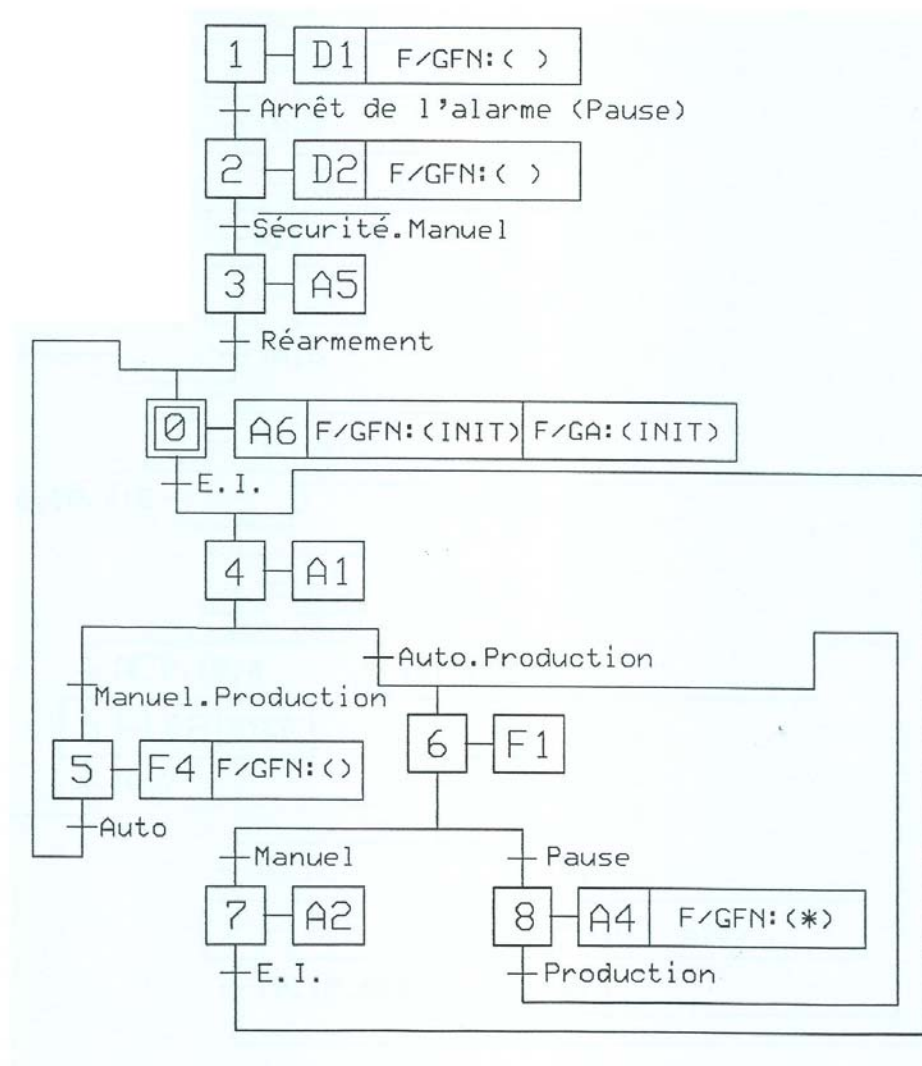 1 D1 F/GFN:( )
Arrêt de l'alarme (Pause)
2 D2 F/GFN:( )
S̅é̅c̅u̅r̅i̅t̅é̅.Manuel
3 A5
Réarmement
0 A6 F/GFN:(INIT) F/GA:(INIT)
E.I.
4 A1
Auto.Production
Manuel.Production
6 F1
5 F4 F/GFN:()
Auto
Manuel Pause
7 A2 8 A4 F/GFN:(*)
E.I. Production